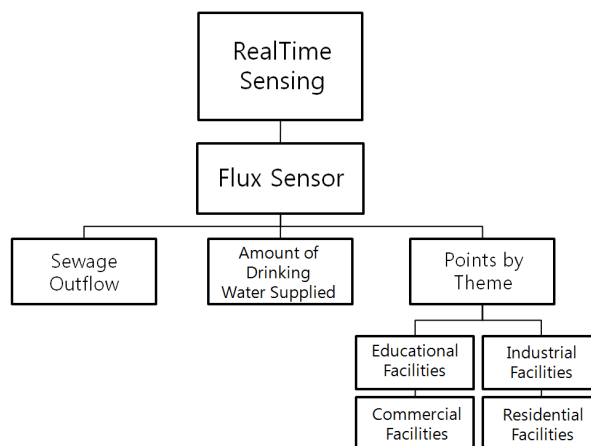 RealTime
Sensing
Flux Sensor
Sewage
Outflow
Amount of
Drinking
Water Supplied
Points by
Theme
Educational
Facilities
Industrial
Facilities
Commercial
Facilities
Residential
Facilities